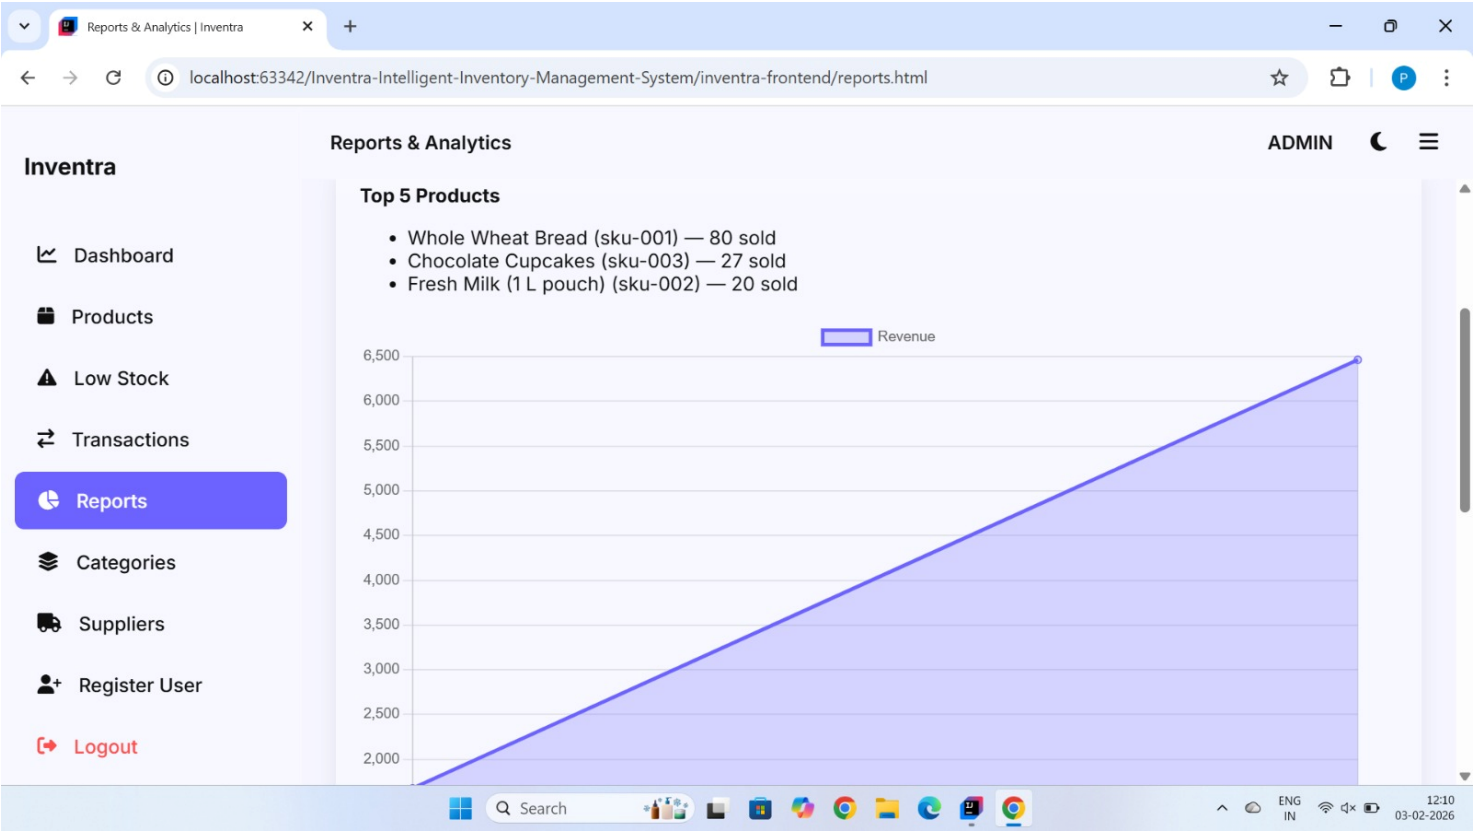 Reports & Analytics | Inventra
localhost:63342/Inventra-Intelligent-Inventory-Management-System/inventra-frontend/reports.html
P
Inventra
Reports & Analytics
ADMIN
Dashboard
Products
Low Stock
Transactions
Reports
Categories
Suppliers
Register User
Logout
Top 5 Products
• Whole Wheat Bread (sku-001) — 80 sold
• Chocolate Cupcakes (sku-003) — 27 sold
• Fresh Milk (1 L pouch) (sku-002) — 20 sold
Revenue
6,500
6,000
5,500
5,000
4,500
4,000
3,500
3,000
2,500
2,000
Search
ENG
IN
12:10
03-02-2026